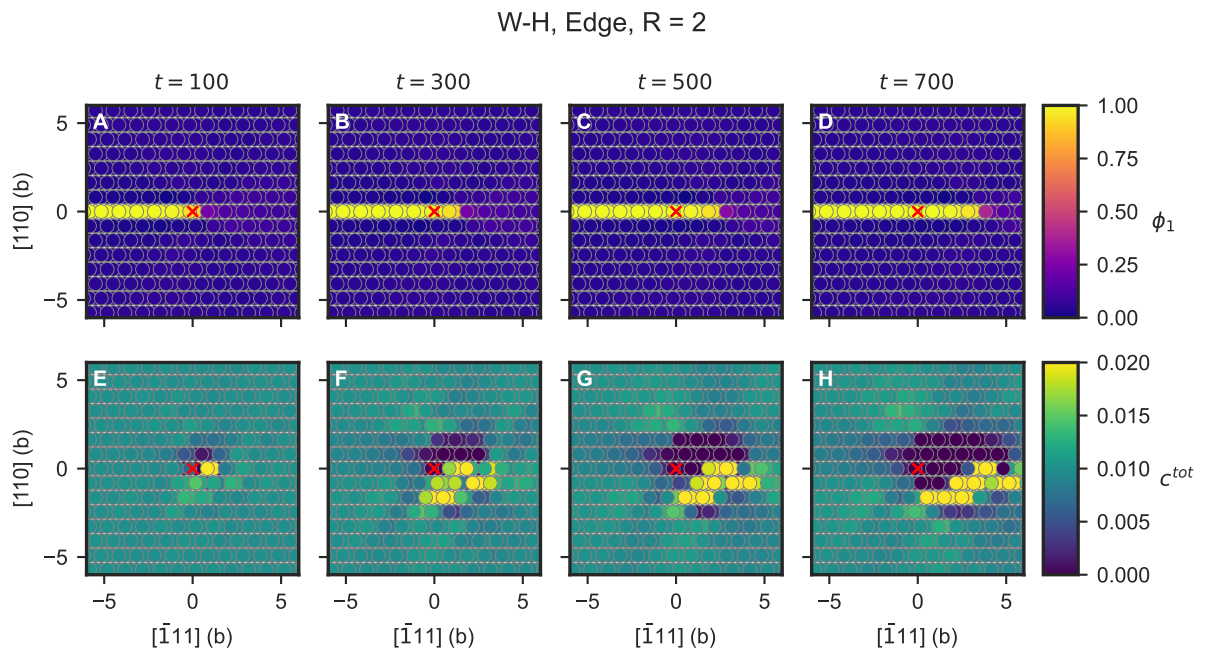 W-H, Edge, R = 2
t = 100 t = 300 t = 500 t = 700
A B C D
5
0
−5
[110] (b)
1.00
0.75
0.50
0.25
0.00
ϕ₁
E F G H
5
0
−5
[110] (b)
0.020
0.015
0.010
0.005
0.000
c^{tot}
−5 0 5 −5 0 5 −5 0 5 −5 0 5
[1̄11] (b) [1̄11] (b) [1̄11] (b) [1̄11] (b)